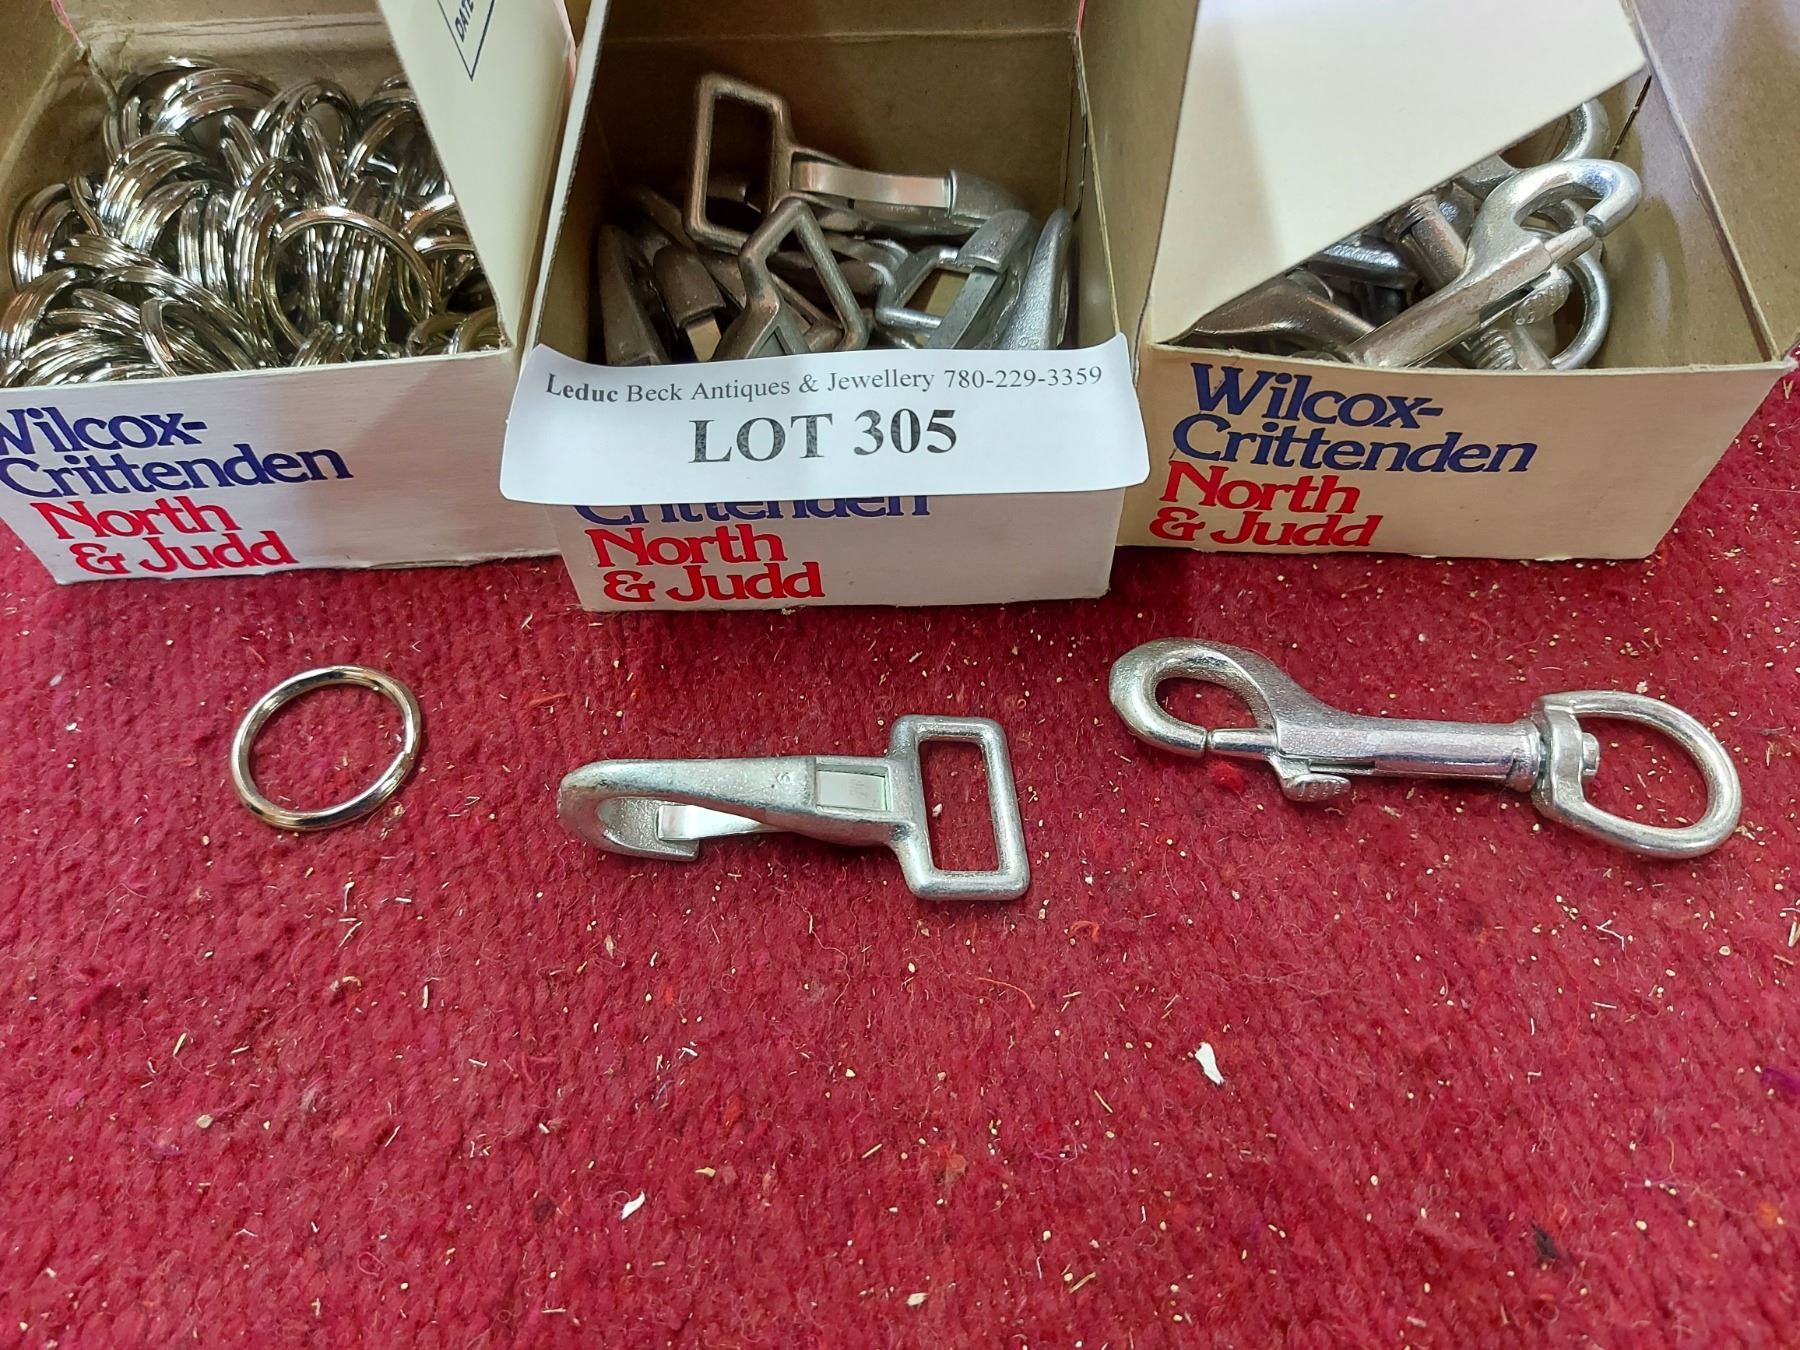 DATE
Wilcox-
Crittenden
North
& Judd
Leduc Beck Antiques & Jewellery 780-229-3359
LOT 305
Crittenden
North
& Judd
Wilcox-
Crittenden
North
& Judd